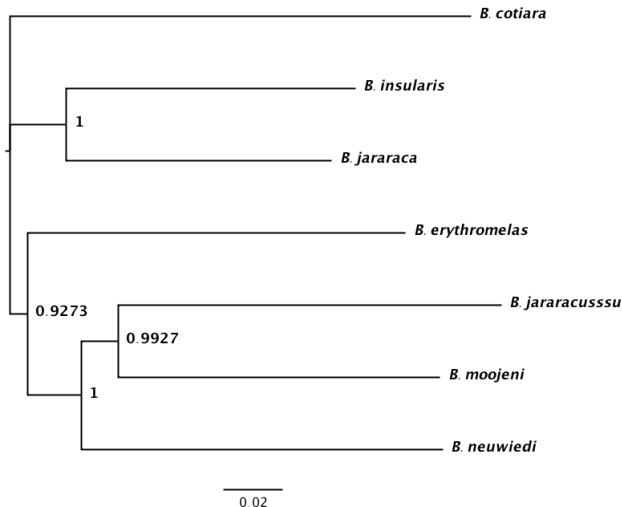 B. cotiara
B. insularis
1
B. jararaca
B. erythromelas
B. jararacusssu
0.9273
0.9927
B. moojeni
1
B. neuwiedi
0.02